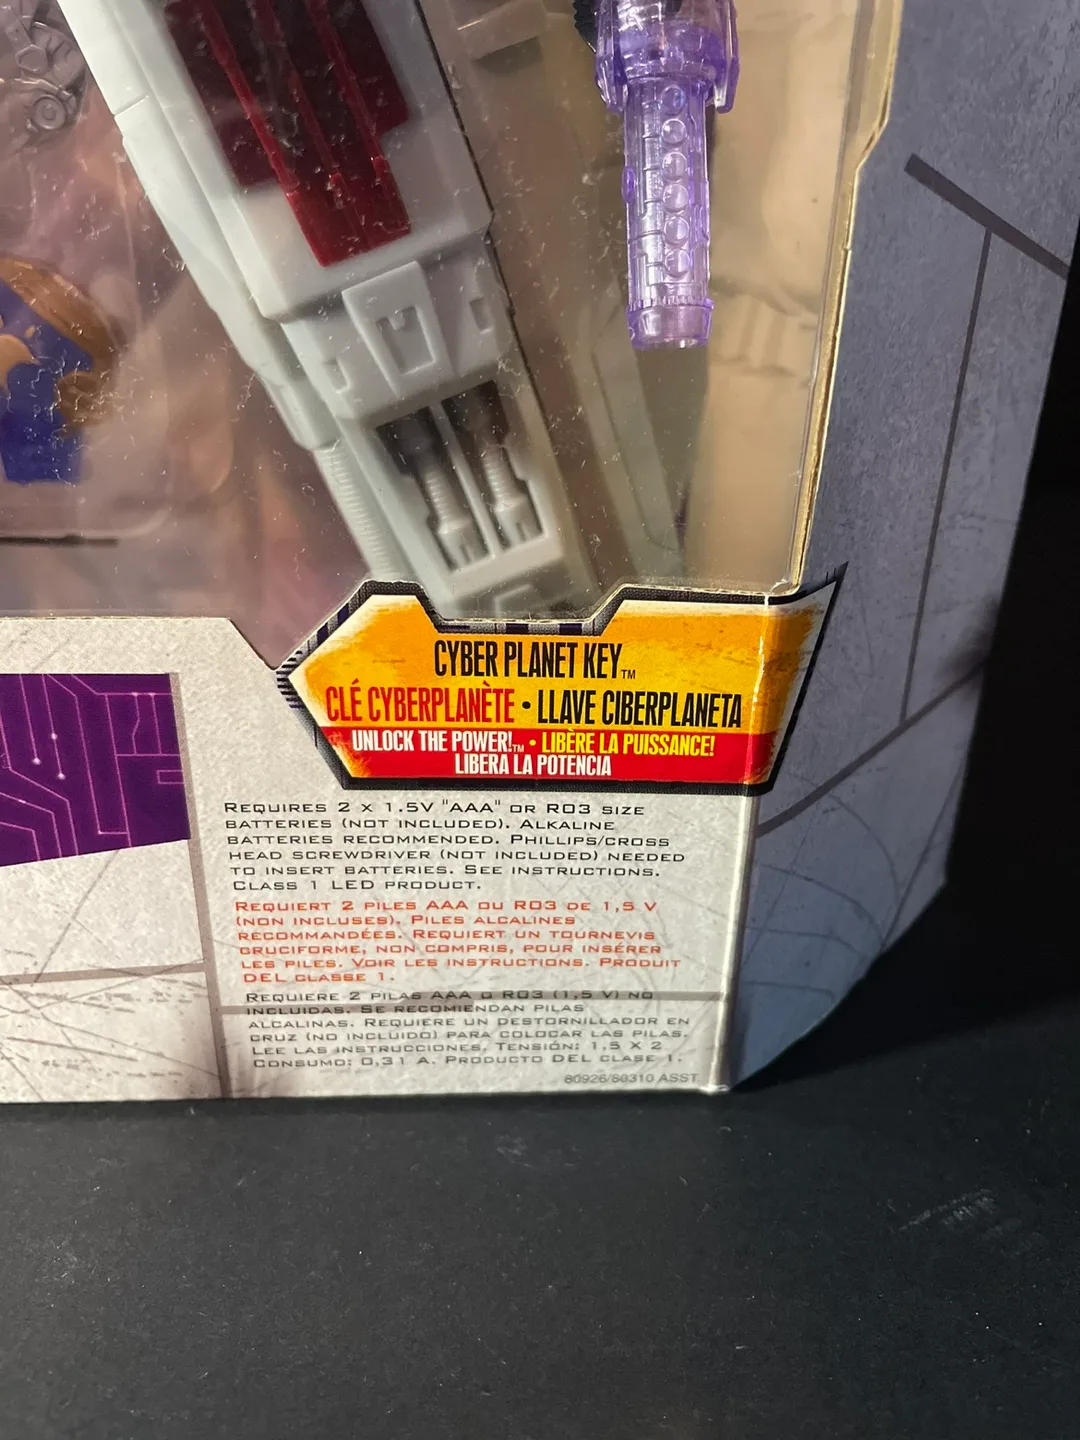 CYBER PLANET KEY™
CLÉ CYBERPLANÈTE • LLAVE CIBERPLANETA
UNLOCK THE POWER!™ • LIBÈRE LA PUISSANCE!
LIBERA LA POTENCIA
REQUIRES 2 X 1.5V "AAA" OR R03 SIZE
BATTERIES (NOT INCLUDED). ALKALINE
BATTERIES RECOMMENDED. PHILLIPS/CROSS
HEAD SCREWDRIVER (NOT INCLUDED) NEEDED
TO INSERT BATTERIES. SEE INSTRUCTIONS.
CLASS 1 LED PRODUCT.
REQUIERT 2 PILES AAA OU R03 DE 1,5 V
(NON INCLUSES). PILES ALCALINES
RECOMMANDÉES. REQUIERT UN TOURNEVIS
CRUCIFORME, NON COMPRIS, POUR INSÉRER
LES PILES. VOIR LES INSTRUCTIONS. PRODUIT
DEL CLASSE 1.
REQUIERE 2 PILAS AAA O R03 (1,5 V) NO
INCLUIDAS. SE RECOMIENDAN PILAS
ALCALINAS. REQUIERE UN DESTORNILLADOR EN
CRUZ (NO INCLUIDO) PARA COLOCAR LAS PILAS.
LEE LAS INSTRUCCIONES. TENSIÓN: 1,5 X 2
CONSUMO: 0,31 A. PRODUCTO DEL CLASE 1.
80926/80310 ASST.